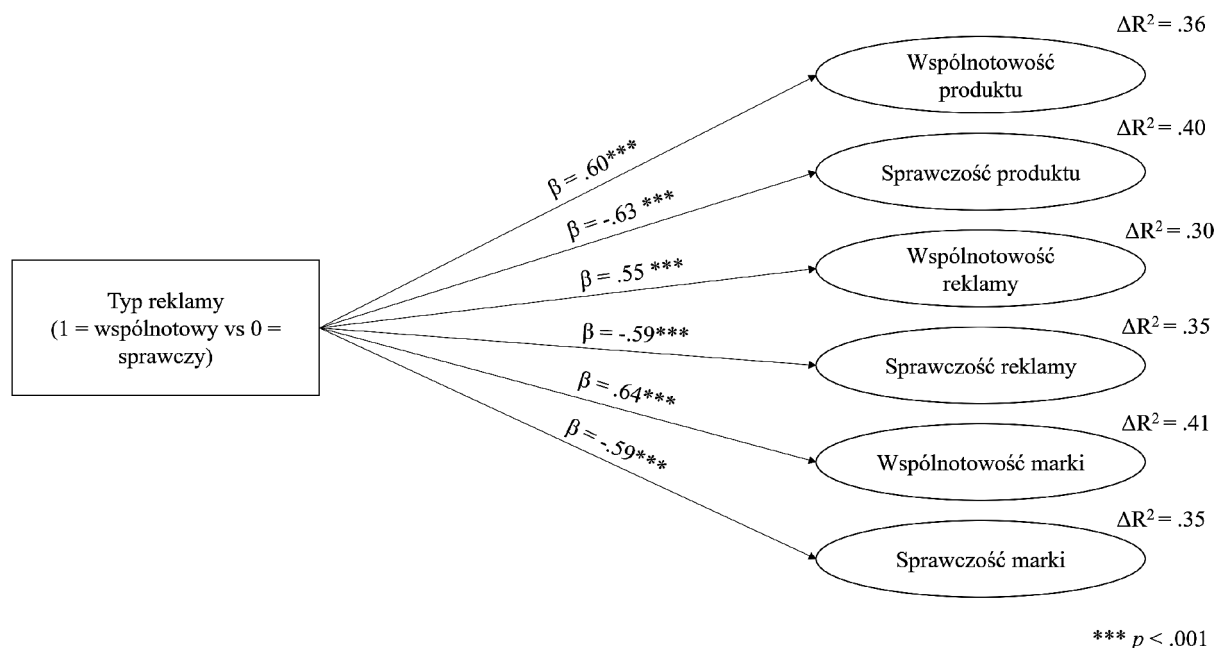 ΔR² = .36
Wspólnotowość
produktu
β = .60***
ΔR² = .40
Sprawczość produktu
β = -.63 ***
ΔR² = .30
Wspólnotowość
reklamy
β = .55 ***
Typ reklamy
(1 = wspólnotowy vs 0 =
sprawczy)
β = -.59***
ΔR² = .35
Sprawczość reklamy
β = .64***
ΔR² = .41
Wspólnotowość marki
β = -.59***
ΔR² = .35
Sprawczość marki
*** p < .001